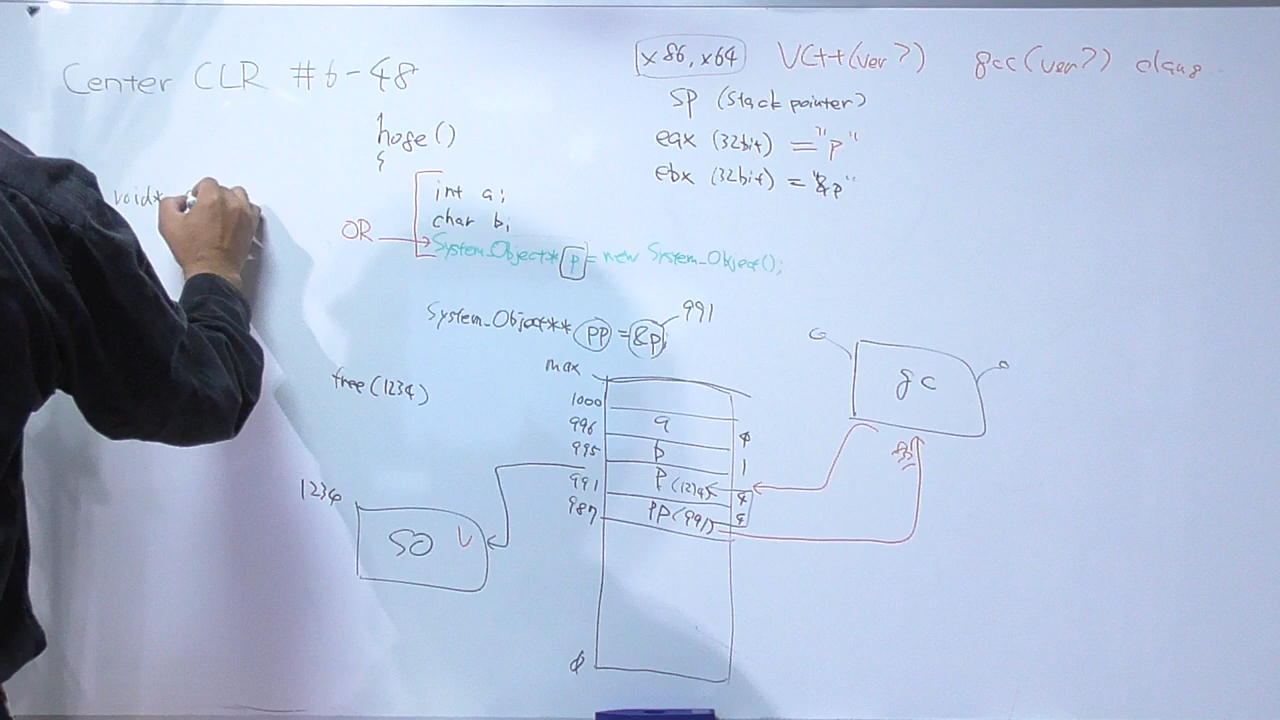 Center CLR #6-48
x86, x64 VC++(ver?) gcc(ver?) clang
SP (Stack pointer)
eax (32bit) = "p"
ebx (32bit) = "&p"
hoge()
{
void*
int a;
char b;
OR
System_Object* p = new System_Object();
System_Object** pp = &p;
991
free(1234)
max
1000
996 a
995 b
991 p (1234)
987 pp (991)
φ
1
4
4
gc
1234
SO
φ